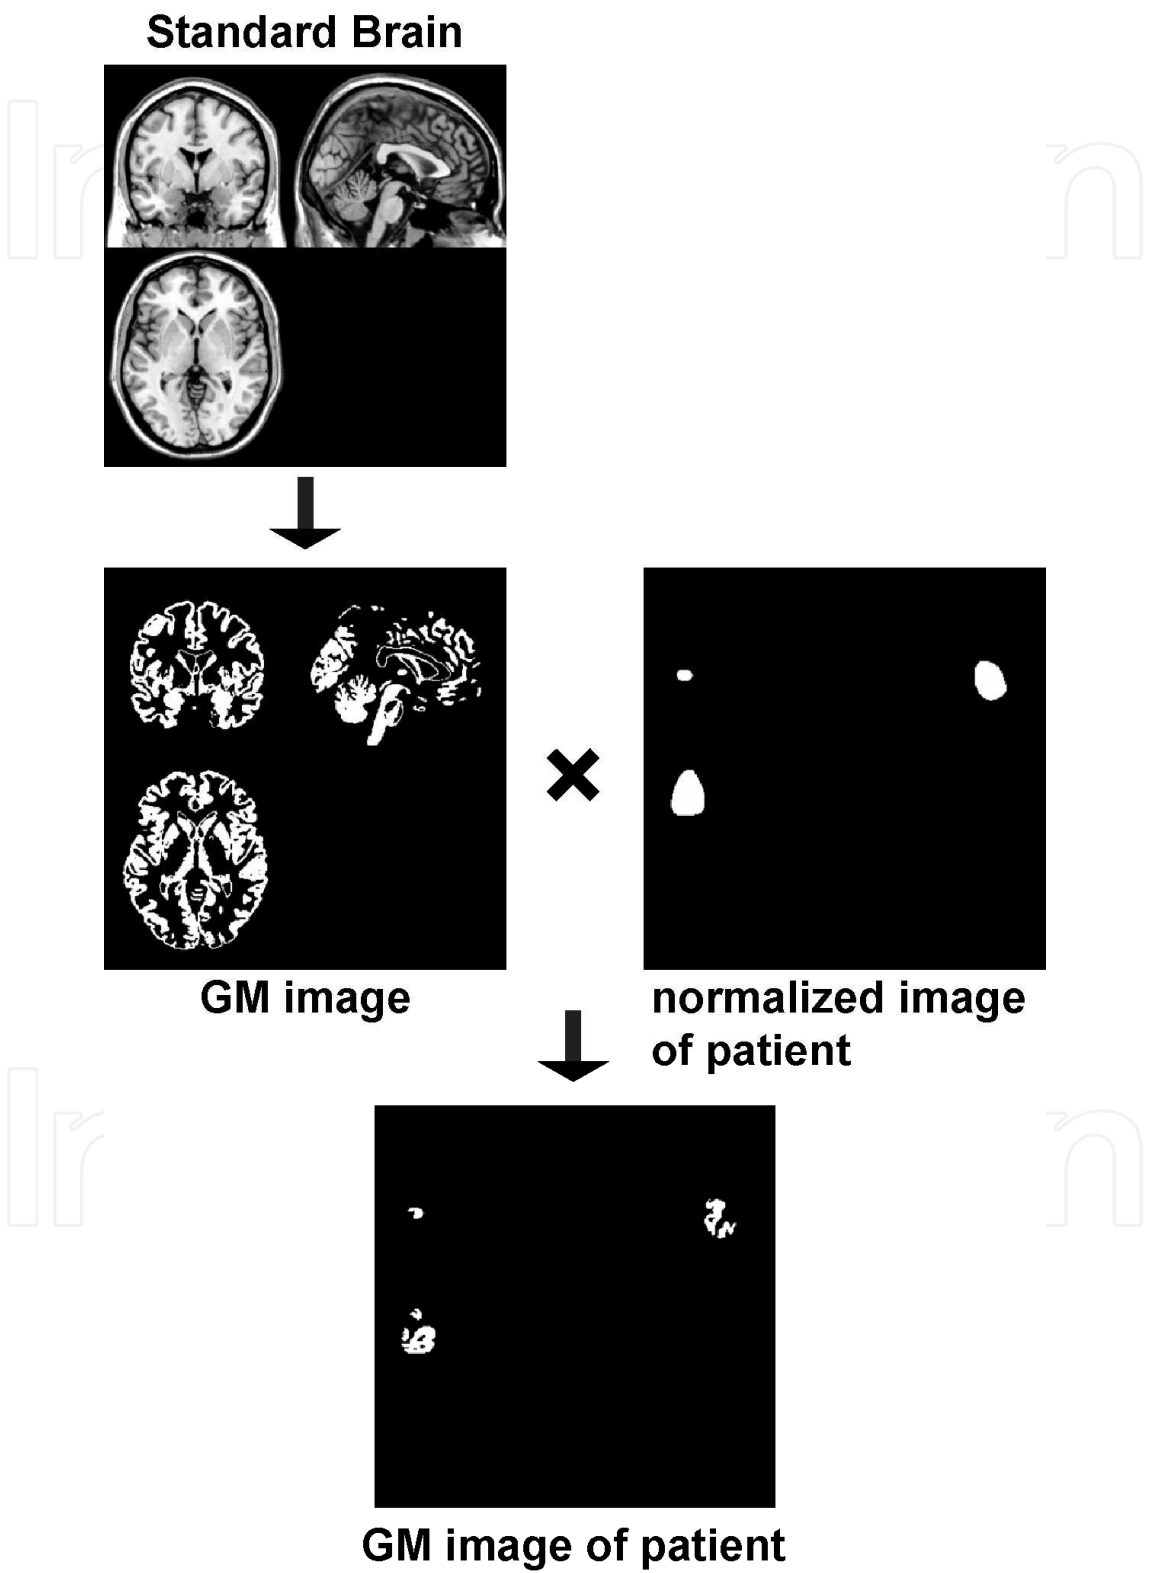 Standard Brain
GM image
normalized image
of patient
GM image of patient